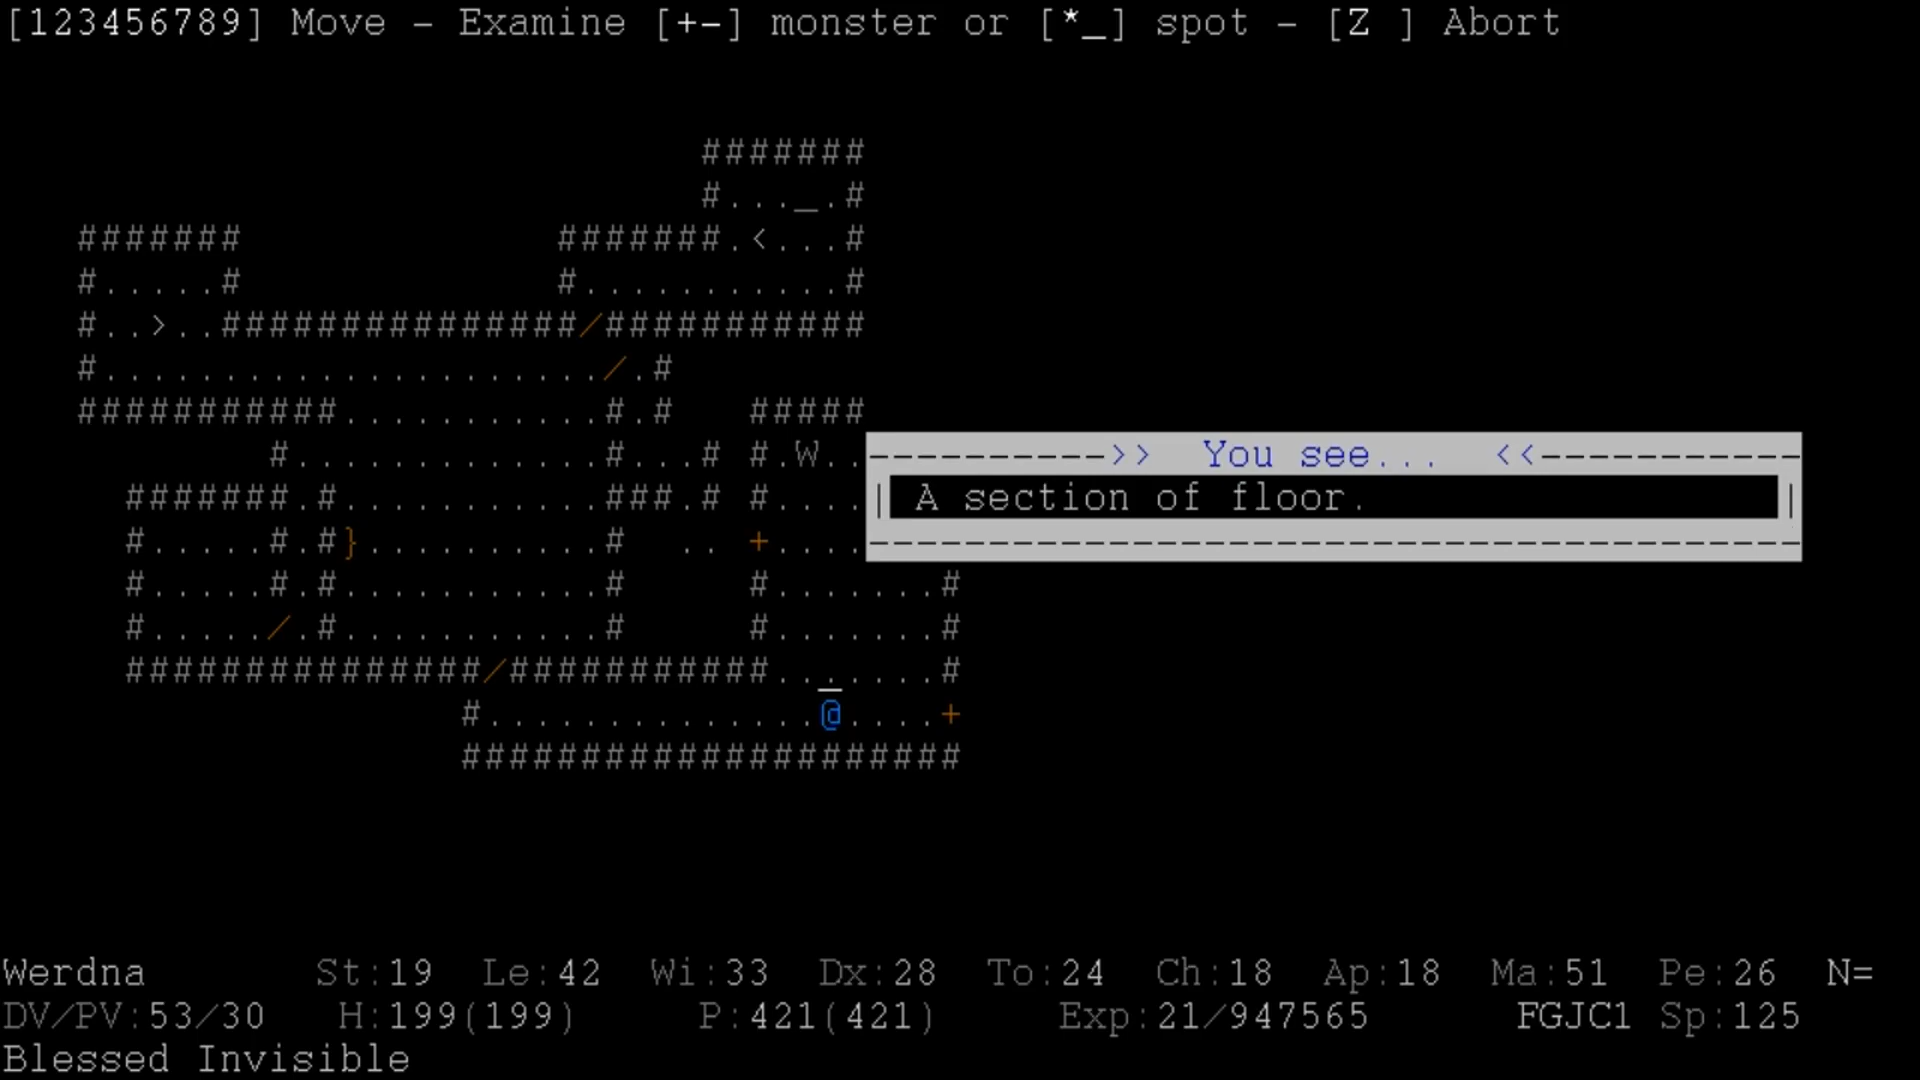 [123456789] Move - Examine [+-] monster or [*_] spot - [Z ] Abort
#######
#..._.#
####### #######.<...#
#.....# #...........#
#..>..###############/###########
#...................../.#
###########............#.# #####
#.............#...# #.W.. ---------->> You see... <<-----------
#######.#............###.# #.... | A section of floor. |
#.....#.#}...........# .. +.... ---------------------------------------
#.....#.#............# #.......#
#...../.#............# #.......#
###############/###########.......#
#..............@....+
#####################
Werdna St:19 Le:42 Wi:33 Dx:28 To:24 Ch:18 Ap:18 Ma:51 Pe:26 N=
DV/PV:53/30 H:199(199) P:421(421) Exp:21/947565 FGJC1 Sp:125
Blessed Invisible